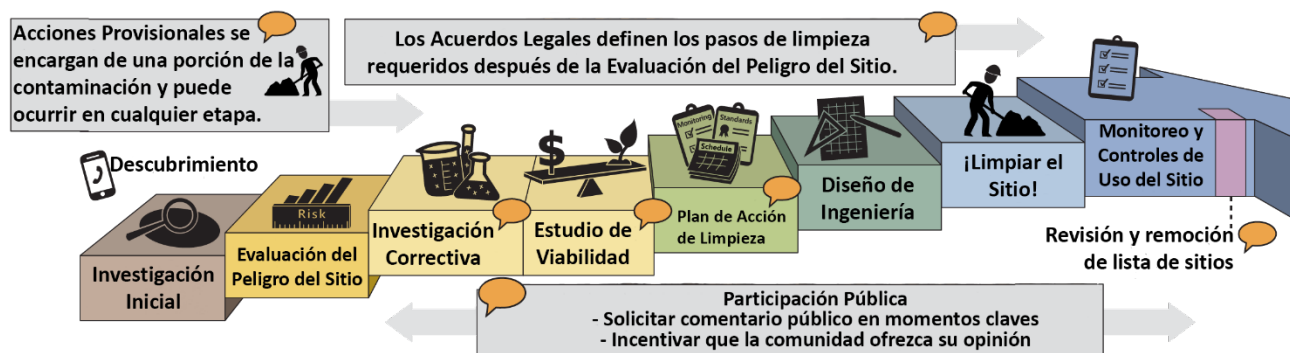 Acciones Provisionales se
encargan de una porción de la
contaminación y puede
ocurrir en cualquier etapa.
Los Acuerdos Legales definen los pasos de limpieza
requeridos después de la Evaluación del Peligro del Sitio.
Descubrimiento
Investigación
Inicial
Risk
Evaluación del
Peligro del Sitio
Investigación
Correctiva
$
Estudio de
Viabilidad
Monitoring
Standards
Schedule
Plan de Acción
de Limpieza
Diseño de
Ingeniería
¡Limpiar el
Sitio!
Monitoreo y
Controles de
Uso del Sitio
Revisión y remoción
de lista de sitios
Participación Pública
- Solicitar comentario público en momentos claves
- Incentivar que la comunidad ofrezca su opinión